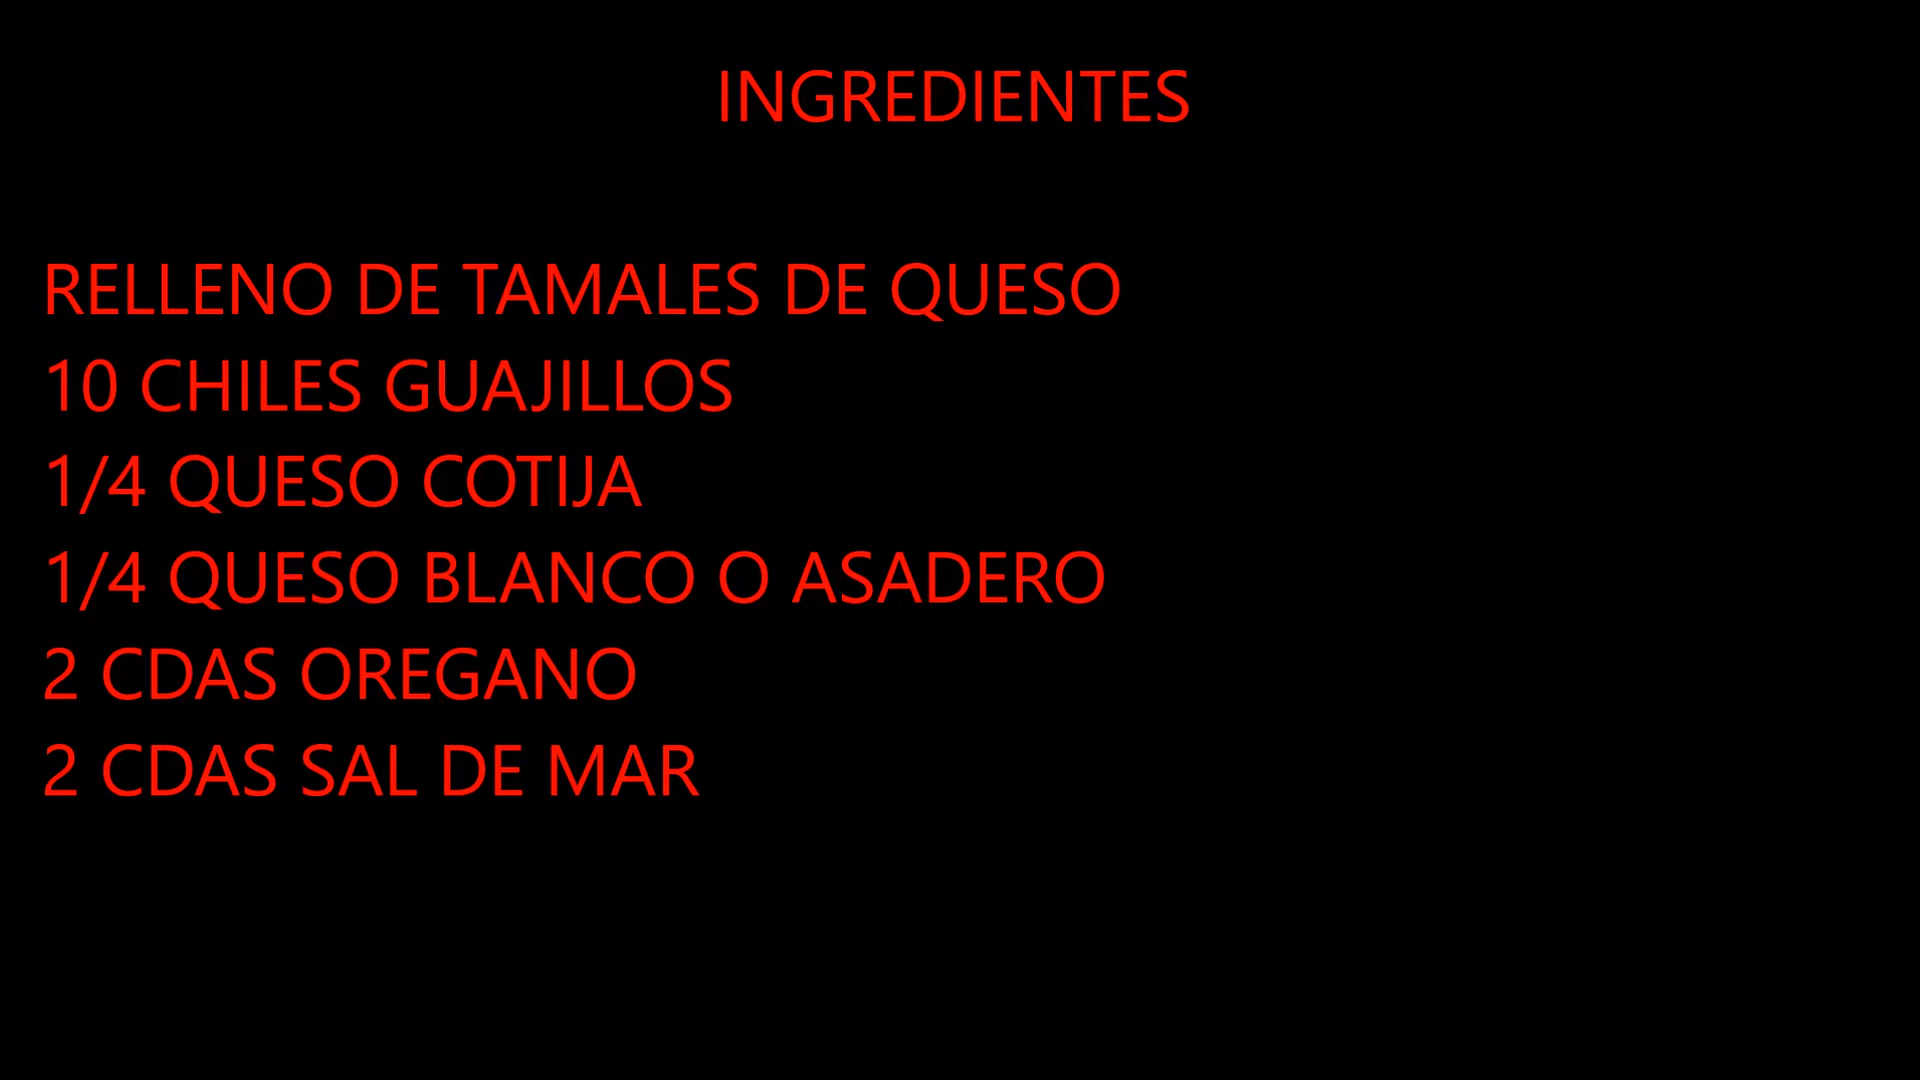 INGREDIENTES
RELLENO DE TAMALES DE QUESO
10 CHILES GUAJILLOS
1/4 QUESO COTIJA
1/4 QUESO BLANCO O ASADERO
2 CDAS OREGANO
2 CDAS SAL DE MAR